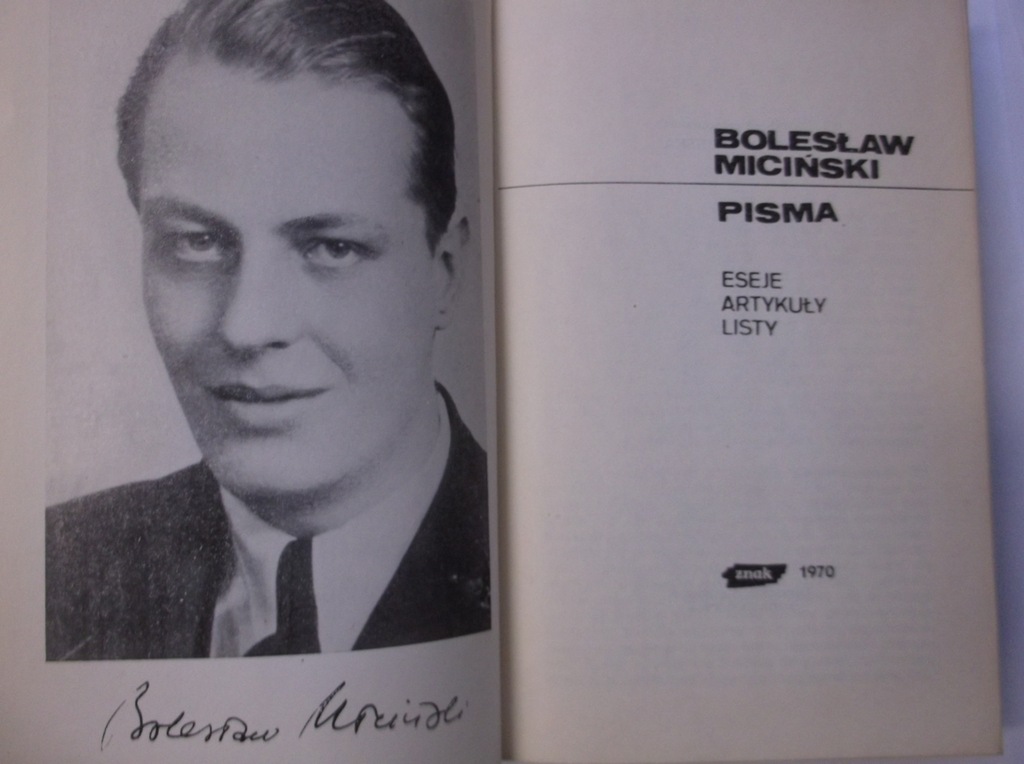 Bolesław Miciński
BOLESŁAW
MICIŃSKI
PISMA
ESEJE
ARTYKUŁY
LISTY
znak 1970